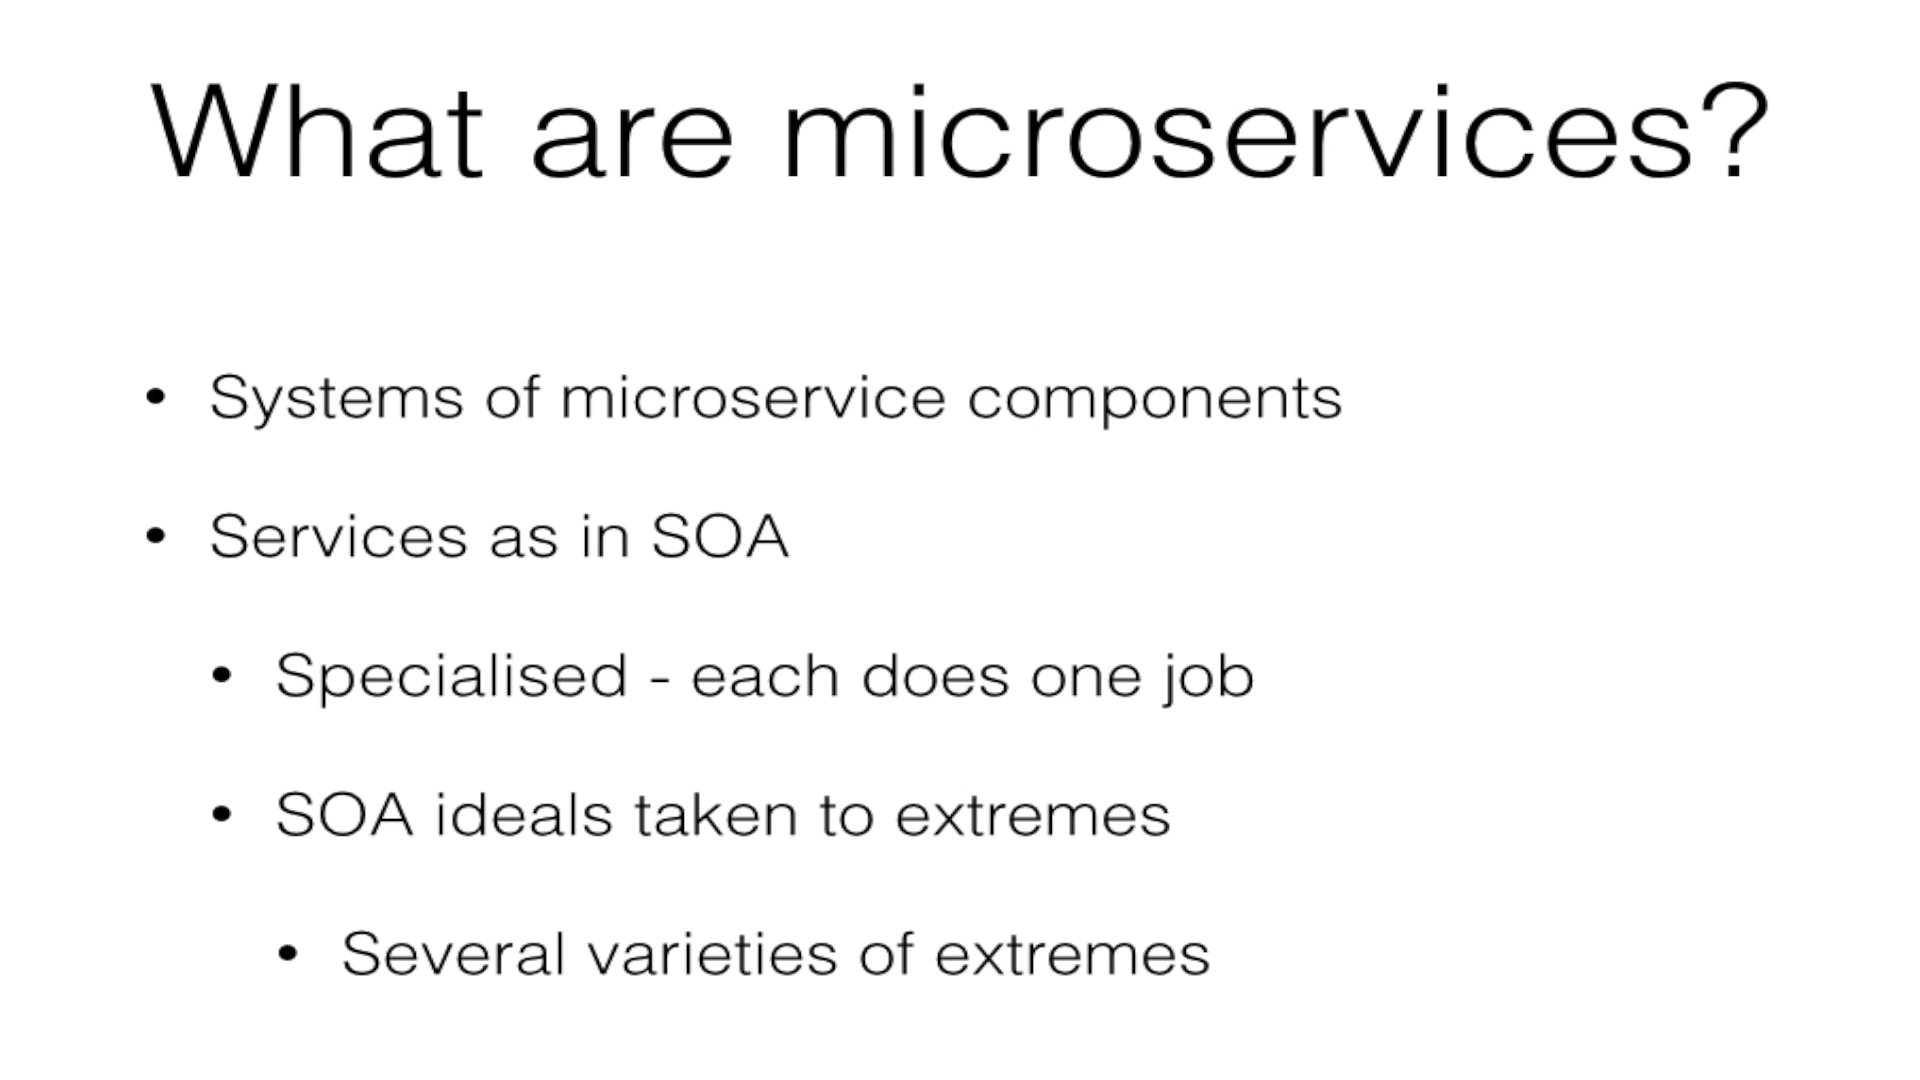 What are microservices?
• Systems of microservice components
• Services as in SOA
• Specialised - each does one job
• SOA ideals taken to extremes
• Several varieties of extremes